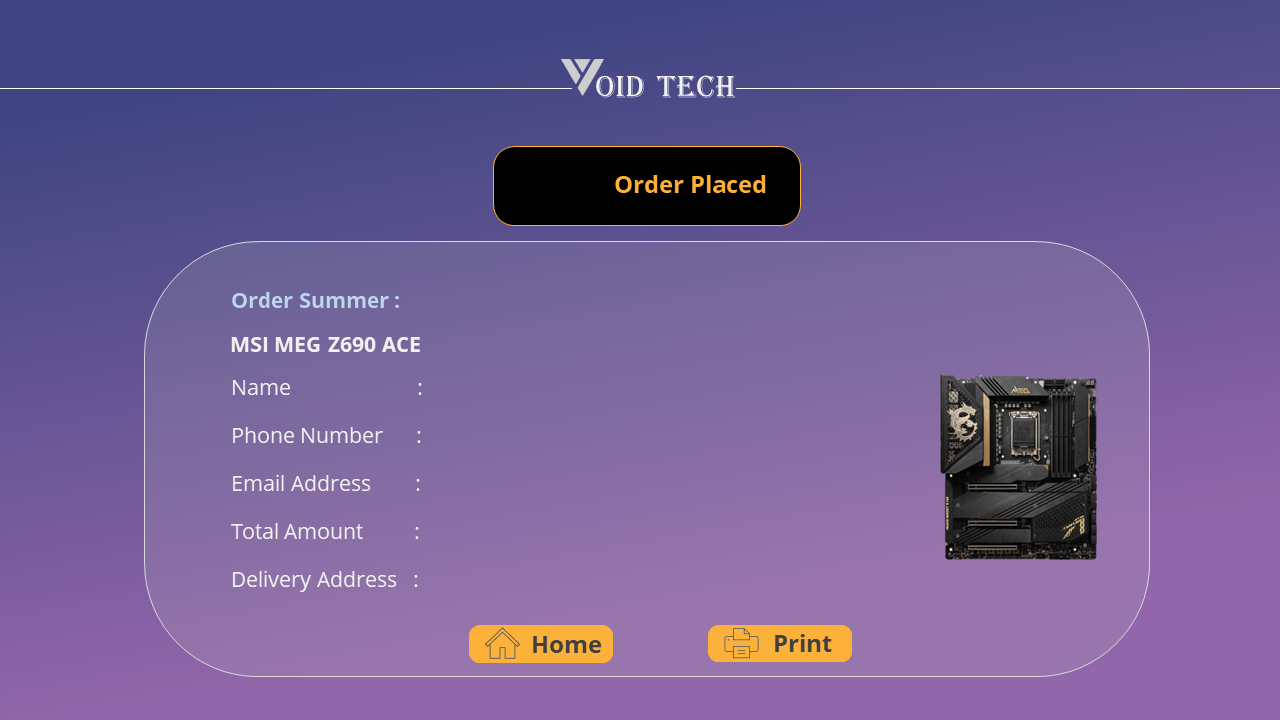 VOID TECH
Order Placed
Order Summer :
MSI MEG Z690 ACE
Name :
Phone Number :
Email Address :
Total Amount :
Delivery Address :
Home
Print